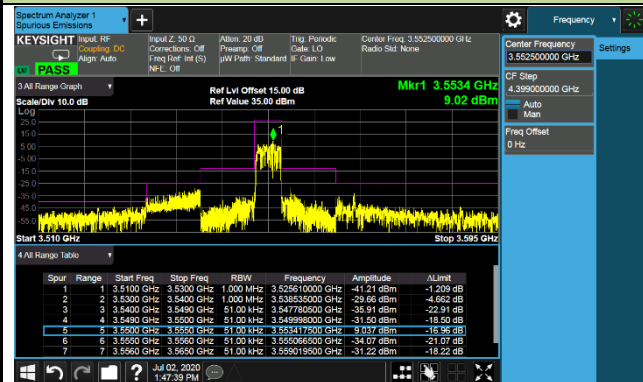 Spectrum Analyzer 1
Spurious Emissions
Frequency
KEYSIGHT Input: RF Input Z: 50 Ω Atten: 20 dB Trig: Periodic Center Freq: 3.552500000 GHz
Coupling: DC Corrections: Off Preamp: Off Gate: LO Radio Std: None
Align: Auto Freq Ref: Int (S) µW Path: Standard IF Gain: Low
PASS NFE: Off
Center Frequency
3.552500000 GHz
Settings
CF Step
4.399000000 GHz
Auto
Man
Freq Offset
0 Hz
3 All Range Graph
Ref Lvl Offset 15.00 dB
Mkr1 3.5534 GHz
Scale/Div 10.0 dB
Ref Value 35.00 dBm
9.02 dBm
Log
25.0
15.0
5.00
-5.00
-15.0
-25.0
-35.0
-45.0
-55.0
1
Start 3.510 GHz
Stop 3.595 GHz
4 All Range Table
Spur Range Start Freq Stop Freq RBW Frequency Amplitude ΔLimit
1 1 3.5100 GHz 3.5300 GHz 1.000 MHz 3.525610000 GHz -41.21 dBm -1.209 dB
2 2 3.5300 GHz 3.5400 GHz 1.000 MHz 3.538535000 GHz -29.66 dBm -4.662 dB
3 3 3.5400 GHz 3.5490 GHz 51.00 kHz 3.547780500 GHz -35.91 dBm -22.91 dB
4 4 3.5490 GHz 3.5500 GHz 51.00 kHz 3.549998000 GHz -31.50 dBm -18.50 dB
5 5 3.5500 GHz 3.5550 GHz 51.00 kHz 3.553417500 GHz 9.037 dBm -16.96 dB
6 6 3.5550 GHz 3.5560 GHz 51.00 kHz 3.555066500 GHz -34.07 dBm -21.07 dB
7 7 3.5560 GHz 3.5650 GHz 51.00 kHz 3.559019500 GHz -31.22 dBm -18.22 dB
Jul 02, 2020
1:47:39 PM